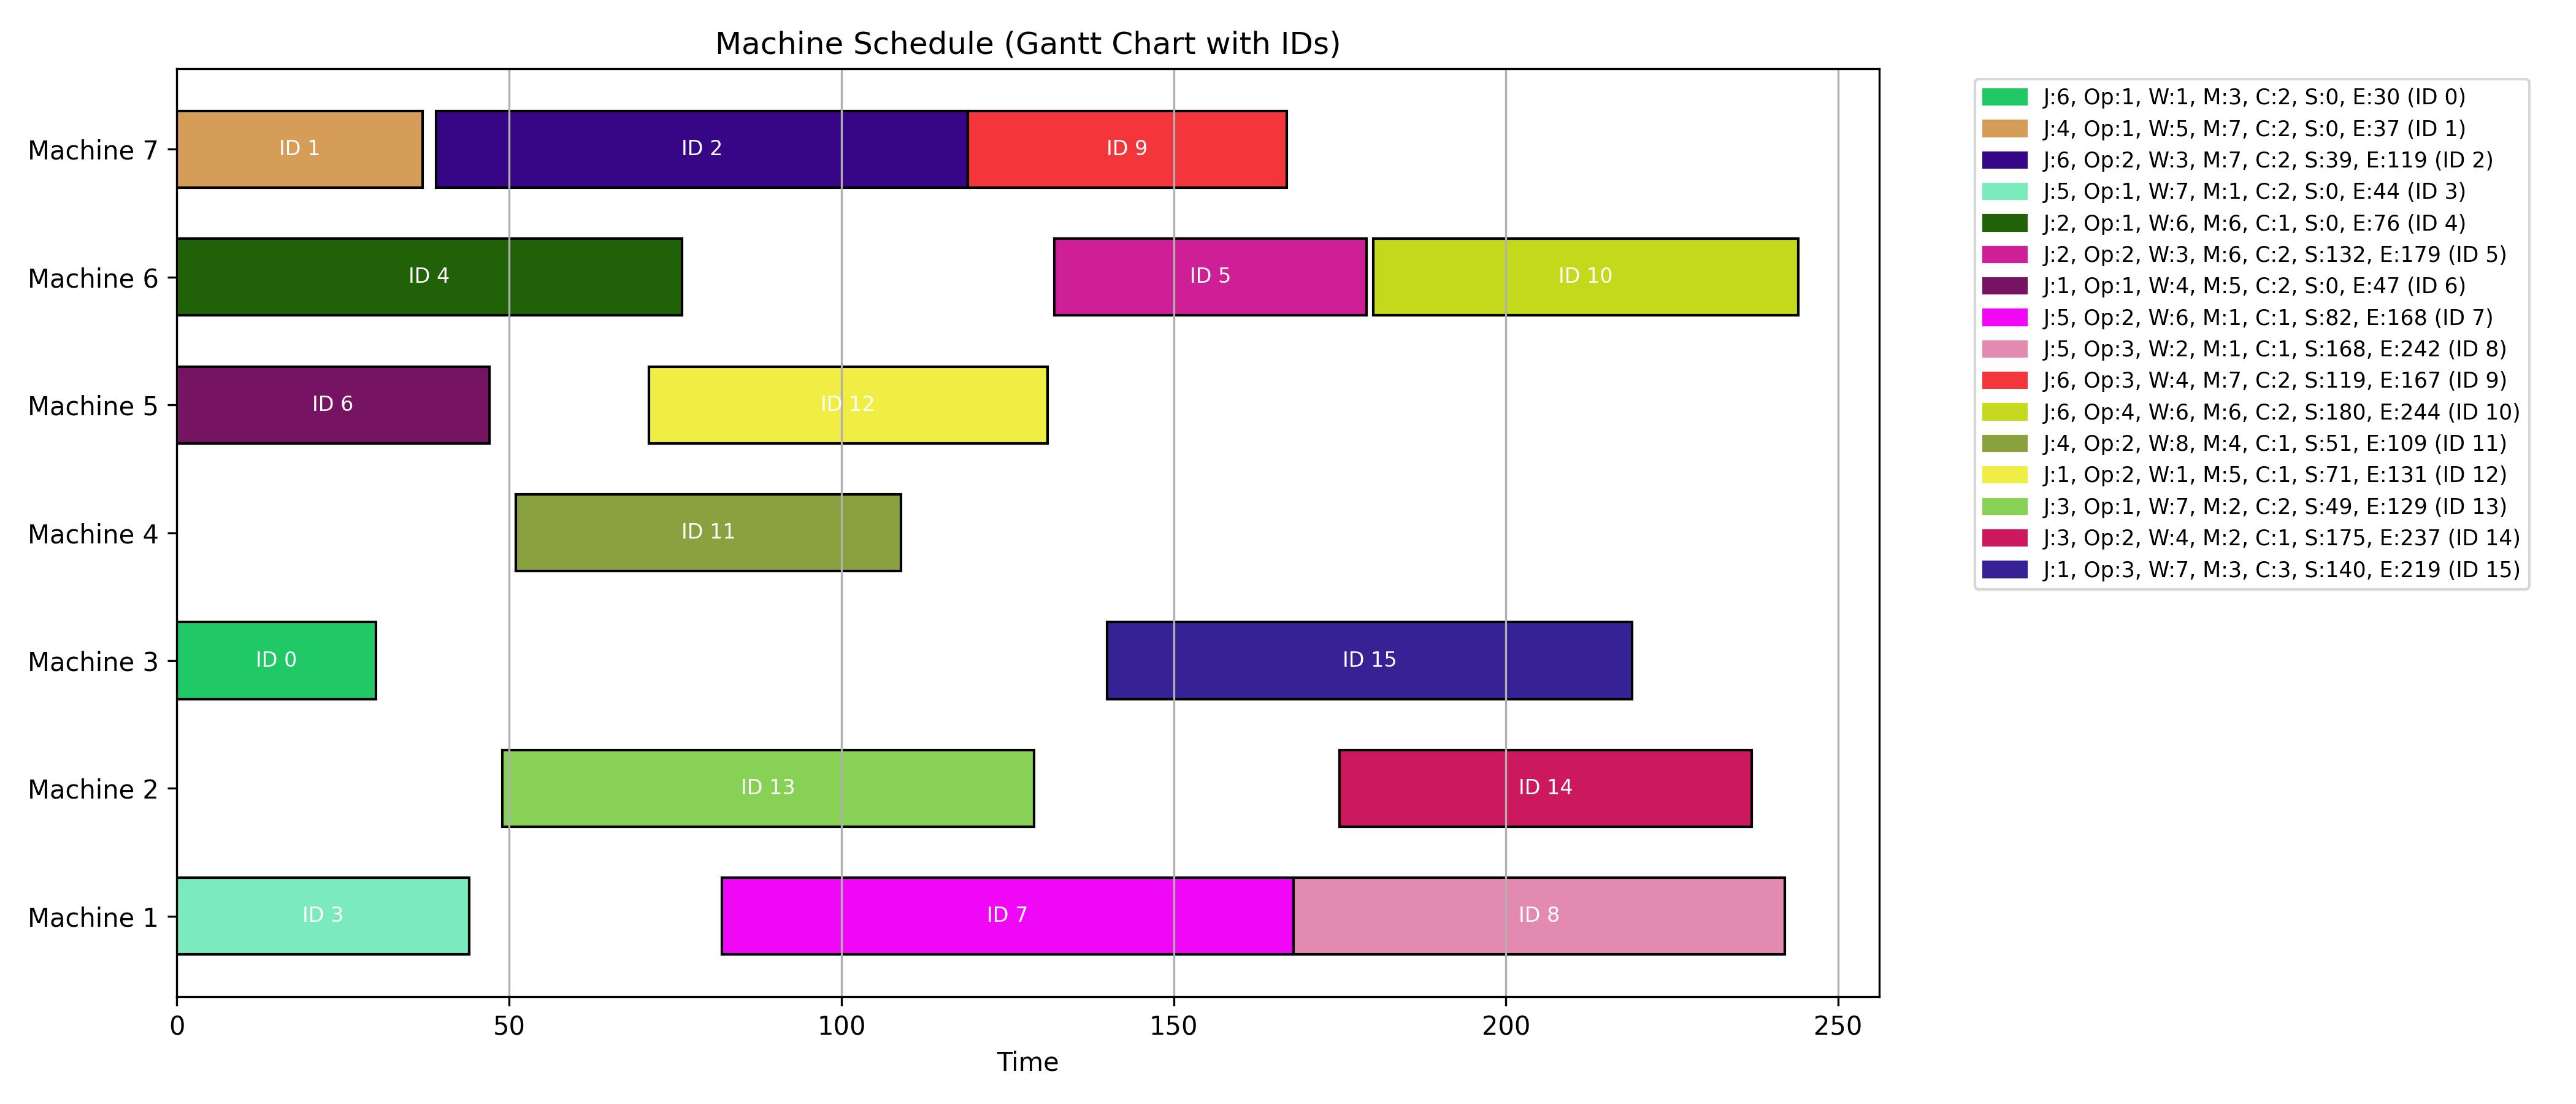 Machine Schedule (Gantt Chart with IDs)
Machine 7
ID 1
ID 2
ID 9
Machine 6
ID 4
ID 5
ID 10
Machine 5
ID 6
ID 12
Machine 4
ID 11
Machine 3
ID 0
ID 15
Machine 2
ID 13
ID 14
Machine 1
ID 3
ID 7
ID 8
0 50 100 150 200 250
Time
J:6, Op:1, W:1, M:3, C:2, S:0, E:30 (ID 0)
J:4, Op:1, W:5, M:7, C:2, S:0, E:37 (ID 1)
J:6, Op:2, W:3, M:7, C:2, S:39, E:119 (ID 2)
J:5, Op:1, W:7, M:1, C:2, S:0, E:44 (ID 3)
J:2, Op:1, W:6, M:6, C:1, S:0, E:76 (ID 4)
J:2, Op:2, W:3, M:6, C:2, S:132, E:179 (ID 5)
J:1, Op:1, W:4, M:5, C:2, S:0, E:47 (ID 6)
J:5, Op:2, W:6, M:1, C:1, S:82, E:168 (ID 7)
J:5, Op:3, W:2, M:1, C:1, S:168, E:242 (ID 8)
J:6, Op:3, W:4, M:7, C:2, S:119, E:167 (ID 9)
J:6, Op:4, W:6, M:6, C:2, S:180, E:244 (ID 10)
J:4, Op:2, W:8, M:4, C:1, S:51, E:109 (ID 11)
J:1, Op:2, W:1, M:5, C:1, S:71, E:131 (ID 12)
J:3, Op:1, W:7, M:2, C:2, S:49, E:129 (ID 13)
J:3, Op:2, W:4, M:2, C:1, S:175, E:237 (ID 14)
J:1, Op:3, W:7, M:3, C:3, S:140, E:219 (ID 15)